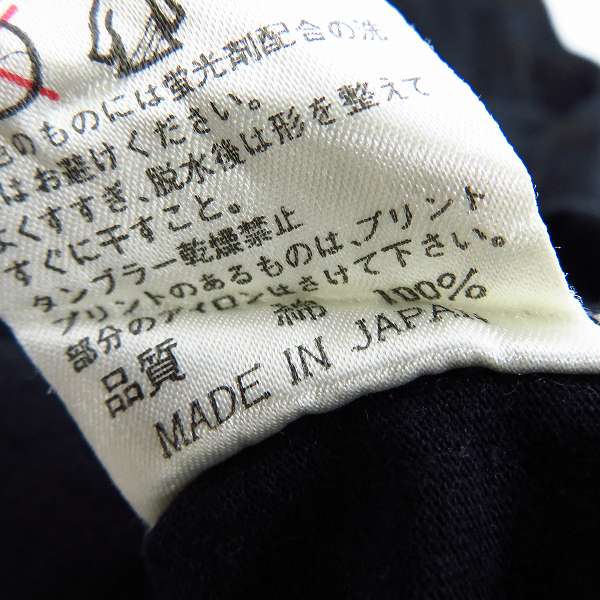 色のものには蛍光剤配合の洗
はお避けください。
よくすすぎ、脱水後は形を整えて
すぐに干すこと。
タンブラー乾燥禁止
プリントのあるものは、プリント
部分のアイロンはさけて下さい。
品質 綿 100%
MADE IN JAPAN